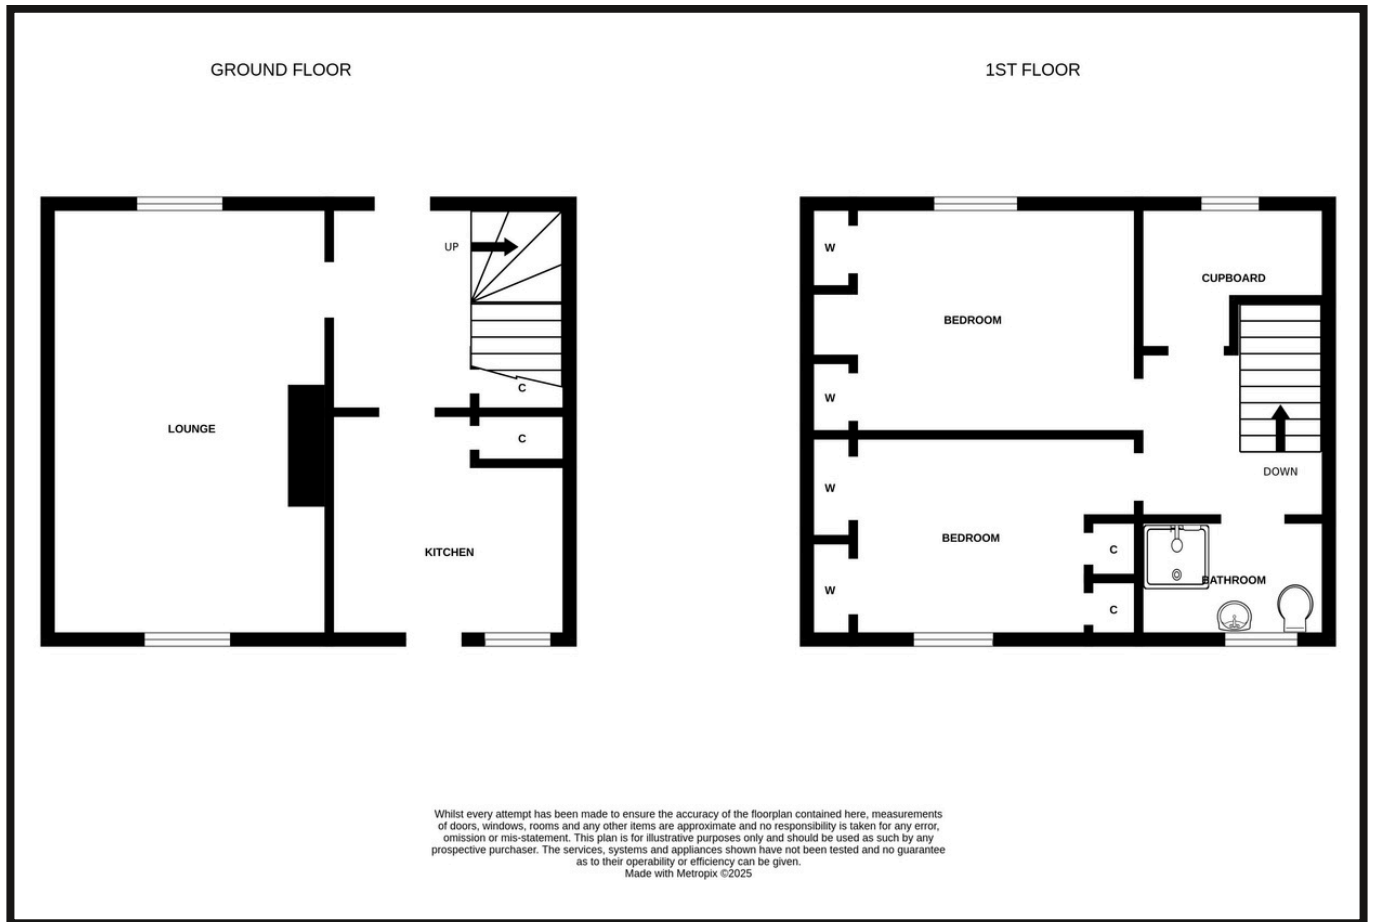 GROUND FLOOR
1ST FLOOR
UP
C
C
LOUNGE
KITCHEN
W
CUPBOARD
BEDROOM
W
DOWN
W
BEDROOM
C
BATHROOM
W
C
Whilst every attempt has been made to ensure the accuracy of the floorplan contained here, measurements
of doors, windows, rooms and any other items are approximate and no responsibility is taken for any error,
omission or mis-statement. This plan is for illustrative purposes only and should be used as such by any
prospective purchaser. The services, systems and appliances shown have not been tested and no guarantee
as to their operability or efficiency can be given.
Made with Metropix ©2025